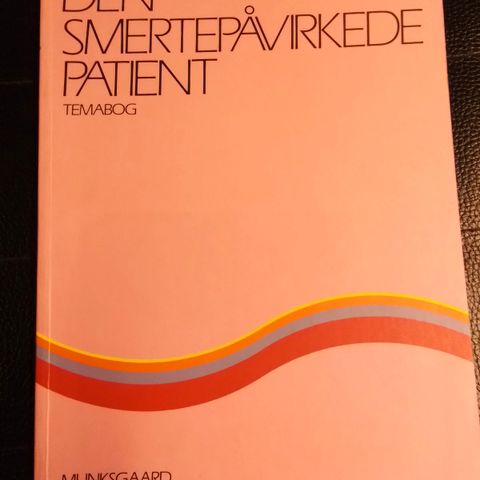 DEN
SMERTEPÅVIRKEDE
PATIENT
TEMABOG
MUNKSGAARD